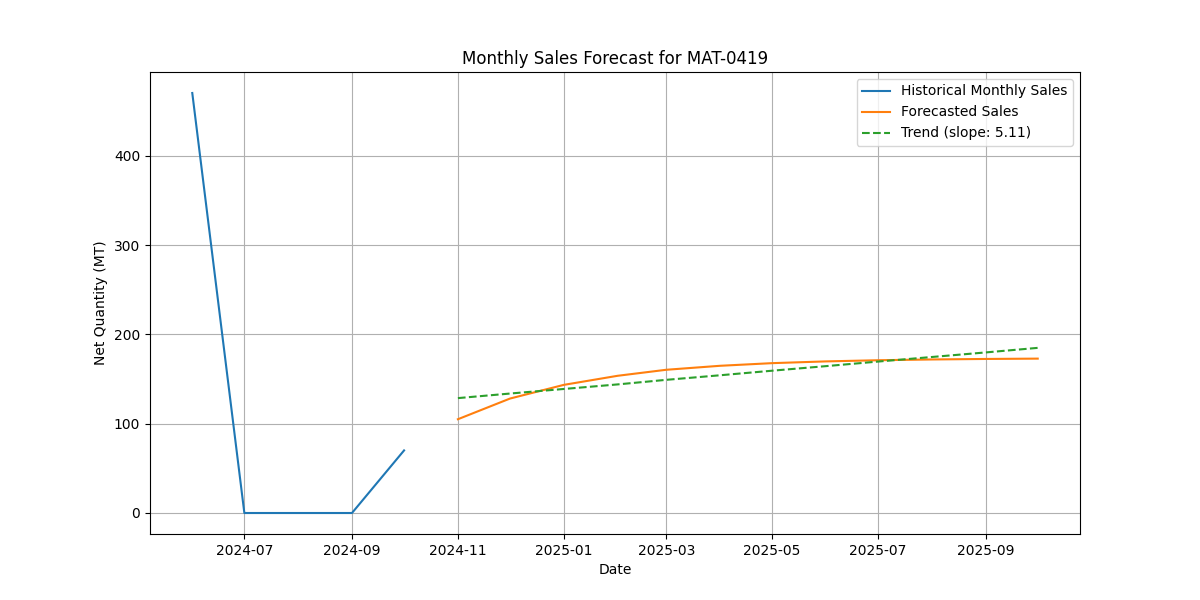 Monthly Sales Forecast for MAT-0419
Historical Monthly Sales
Forecasted Sales
Trend (slope: 5.11)
Net Quantity (MT)
400
300
200
100
0
2024-07 2024-09 2024-11 2025-01 2025-03 2025-05 2025-07 2025-09
Date